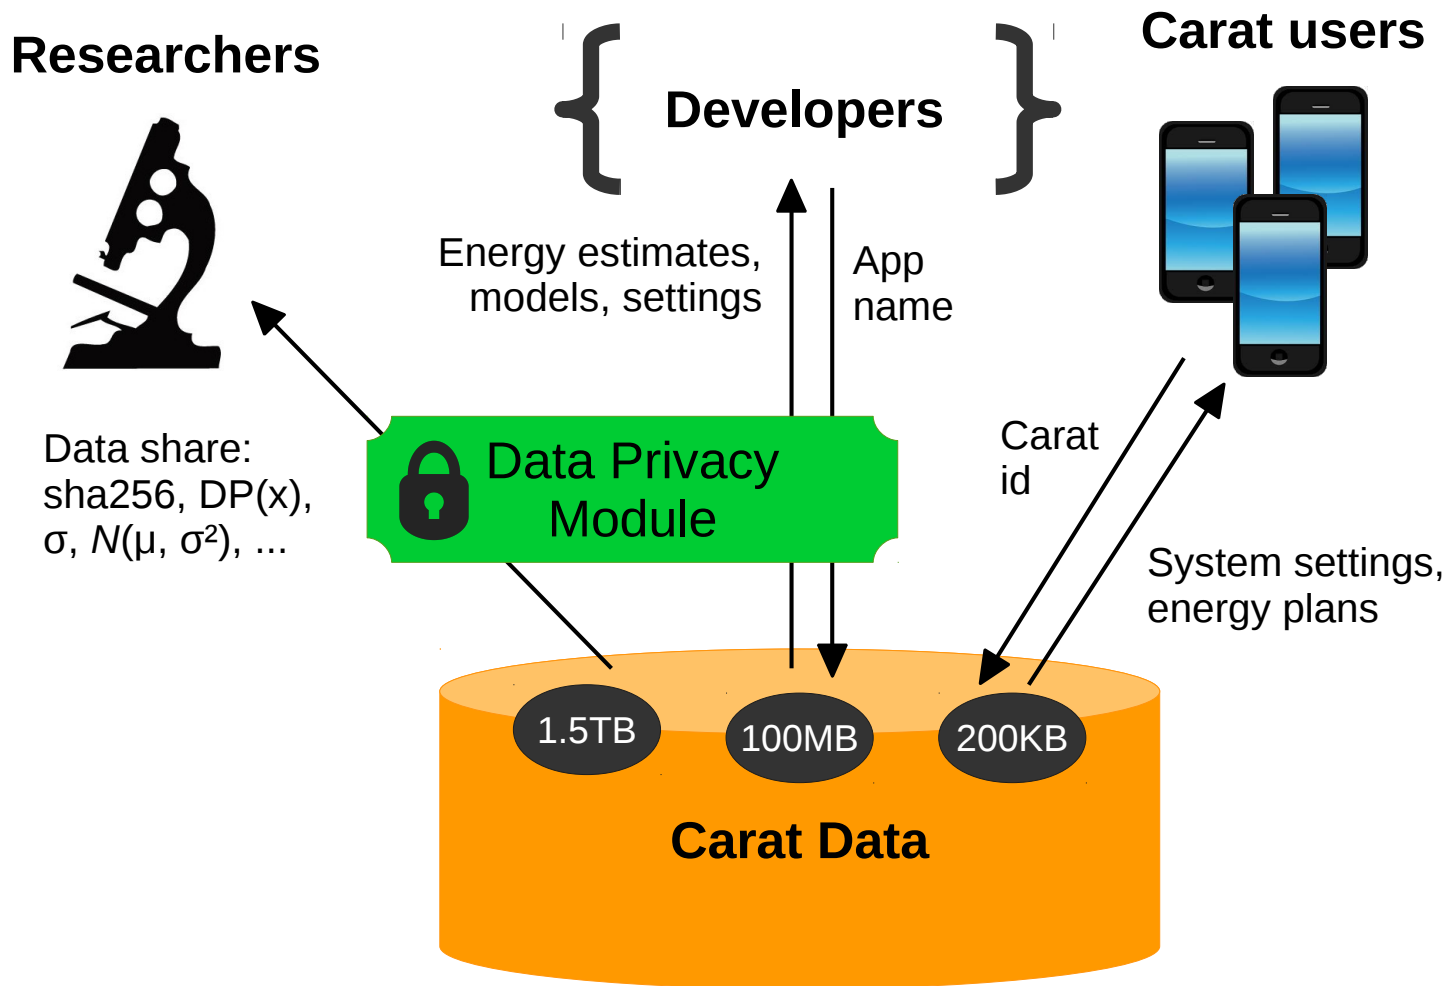 Researchers
Developers
Carat users
Energy estimates,
models, settings
App
name
Data share:
sha256, DP(x),
σ, N(μ, σ²), ...
Data Privacy
Module
Carat
id
System settings,
energy plans
1.5TB
100MB
200KB
Carat Data